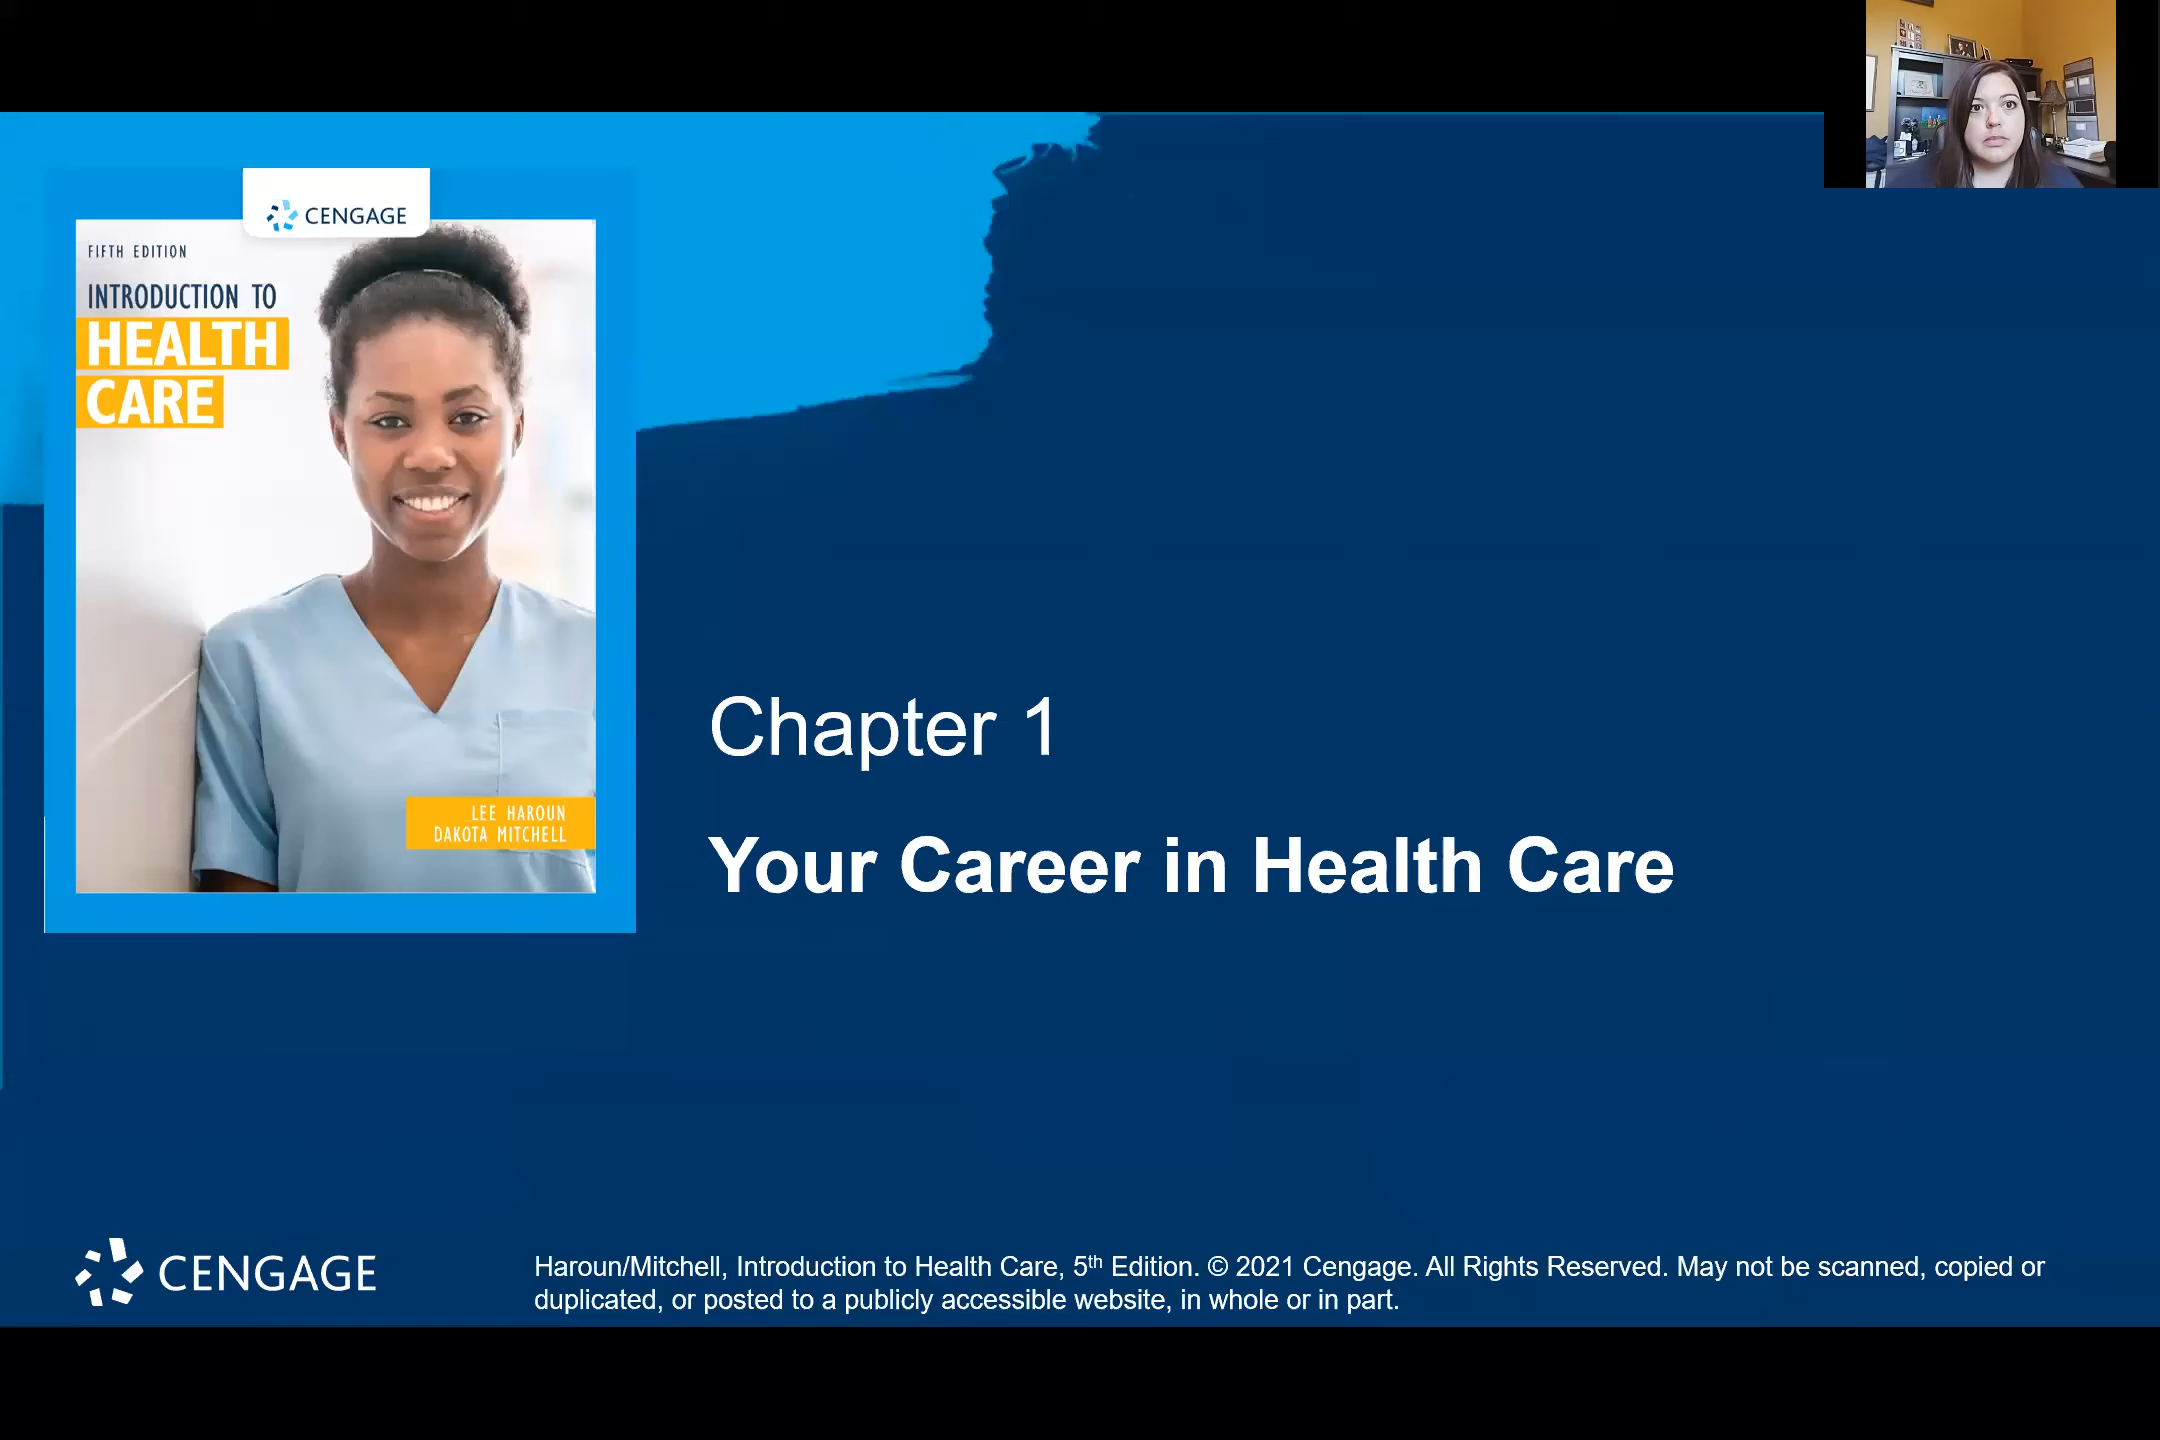 CENGAGE
FIFTH EDITION
INTRODUCTION TO
HEALTH
CARE
LEE HAROUN
DAKOTA MITCHELL
Chapter 1
Your Career in Health Care
CENGAGE
Haroun/Mitchell, Introduction to Health Care, 5th Edition. © 2021 Cengage. All Rights Reserved. May not be scanned, copied or
duplicated, or posted to a publicly accessible website, in whole or in part.